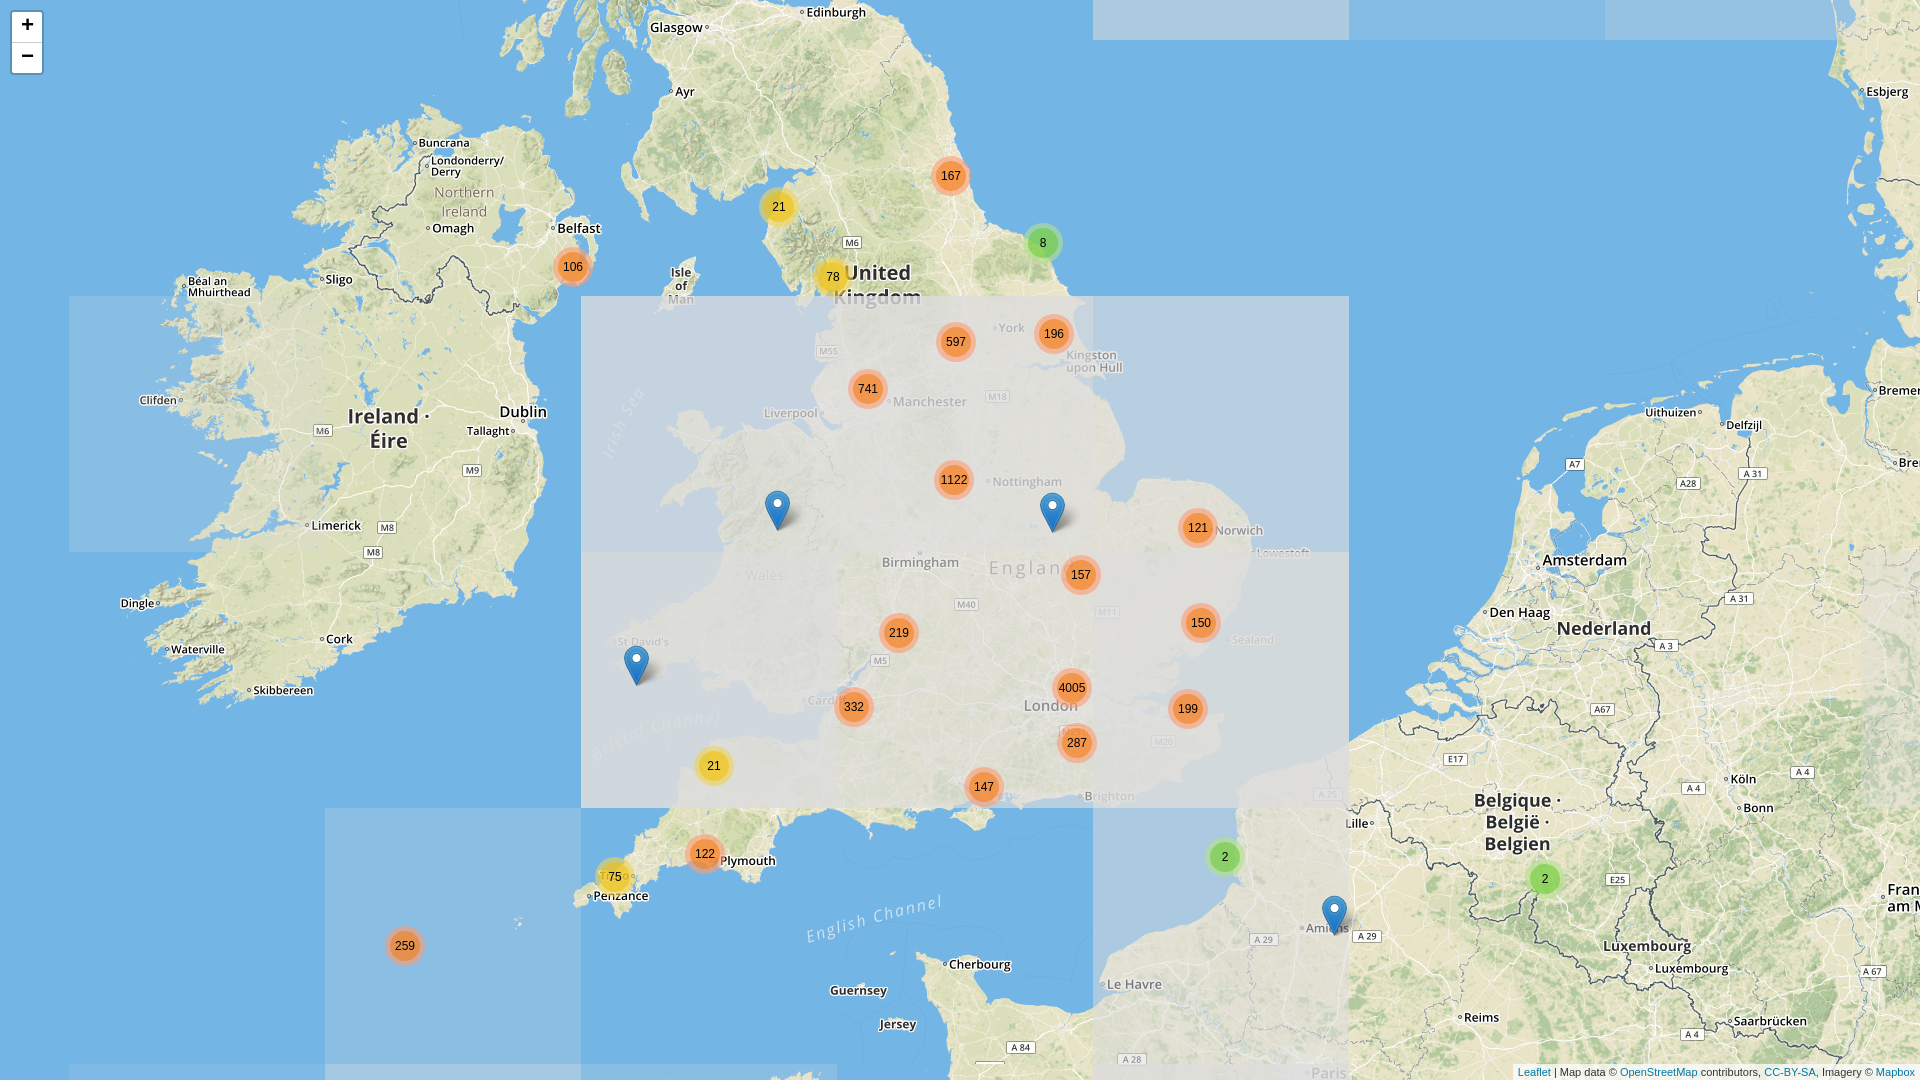 +
−
Edinburgh
Glasgow
Ayr
Esbjerg
Buncrana
Londonderry/
Derry
Northern
Ireland
Omagh
Belfast
167
21
M6
8
106
78
United
Kingdom
Isle
of
Man
Sligo
Béal an
Mhuirthead
York
196
597
M55
Kingston
upon Hull
741
Manchester
M18
Liverpool
Irish Sea
Clifden
Ireland ·
Éire
Dublin
Tallaght
M6
M9
Uithuizen
Delfzijl
Bremer
A7
A 31
A28
Bre
1122
Nottingham
121
Norwich
Lowestoft
Limerick
M8
M8
Birmingham
Wales
England
157
Amsterdam
Dingle
M40
M11
Den Haag
A 31
Cork
Waterville
St David's
219
150
Sealand
Nederland
A 3
M5
Skibbereen
4005
London
Cardiff
332
199
A67
Bristol Channel
287
M20
E17
21
147
Brighton
A 25
Köln
A 4
A 4
Bonn
Belgique ·
België ·
Belgien
Lille
122
Plymouth
2
75
Penzance
2
E25
Fran
am M
English Channel
259
Amiens
A 29
A 29
Luxembourg
Luxembourg
A 67
Cherbourg
Guernsey
Le Havre
Jersey
Reims
Saarbrücken
A 4
A 84
A 28
Paris
Leaflet | Map data © OpenStreetMap contributors, CC-BY-SA, Imagery © Mapbox